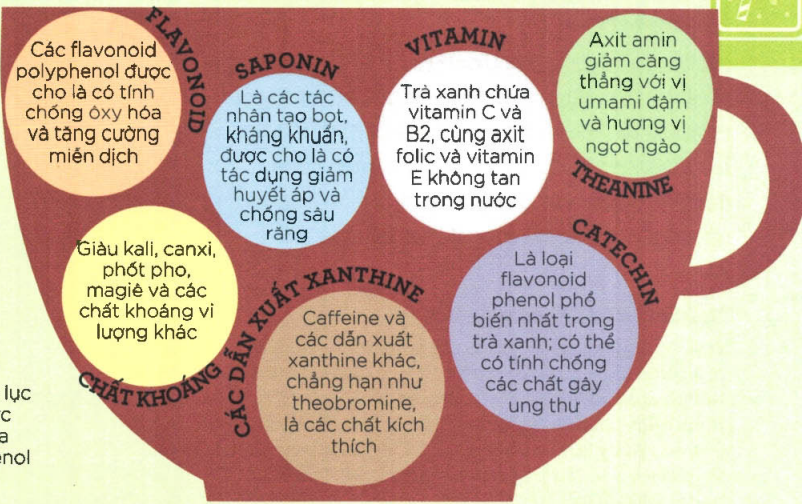 FLAVONOID
Các flavonoid
polyphenol được
cho là có tính
chống ôxy hóa
và tăng cường
miễn dịch
SAPONIN
Là các tác
nhân tạo bọt,
kháng khuẩn,
được cho là có
tác dụng giảm
huyết áp và
chống sâu
răng
VITAMIN
Trà xanh chứa
vitamin C và
B2, cùng axit
folic và vitamin
E không tan
trong nước
Axit amin
giảm căng
thẳng với vị
umami đậm
và hương vị
ngọt ngào
THEANINE
Giàu kali, canxi,
phốt pho,
magiê và các
chất khoáng vi
lượng khác
CHẤT KHOÁNG
CÁC DẪN XUẤT XANTHINE
Caffeine và
các dẫn xuất
xanthine khác,
chẳng hạn như
theobromine,
là các chất kích
thích
CATECHIN
Là loại
flavonoid
phenol phổ
biến nhất trong
trà xanh; có thể
có tính chống
các chất gây
ung thư
lục